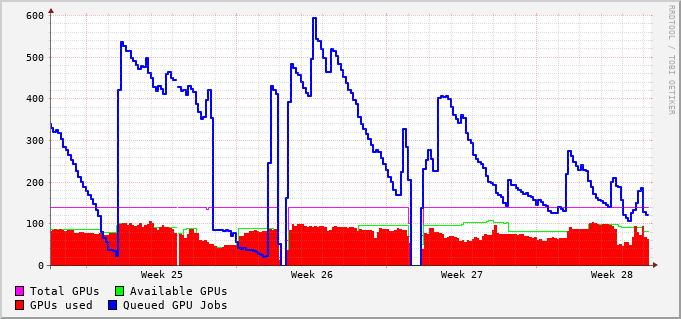 600
500
400
300
200
100
0
Week 25 Week 26 Week 27 Week 28
Total GPUs Available GPUs
GPUs used Queued GPU Jobs
RRDTOOL / TOBI OETIKER